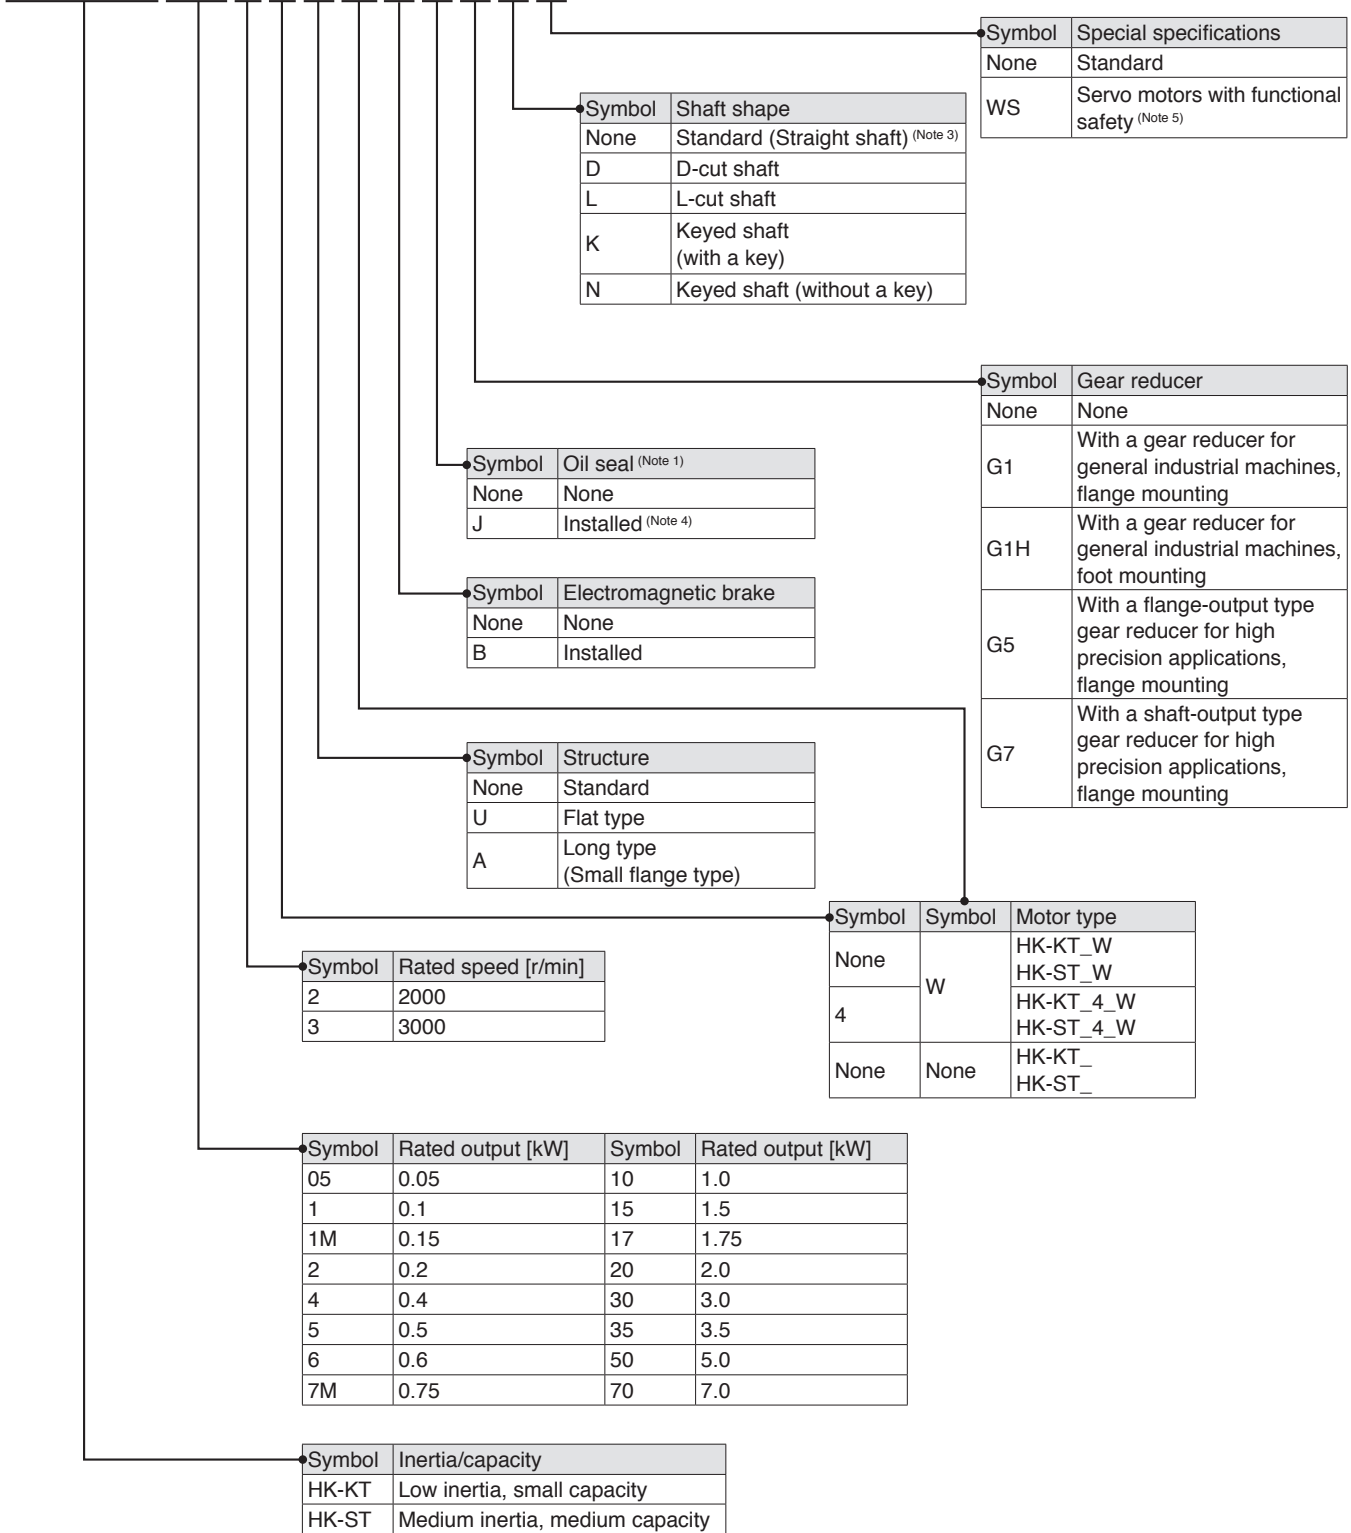 Symbol Special specifications
None Standard
WS Servo motors with functional
safety (Note 5)
Symbol Shaft shape
None Standard (Straight shaft) (Note 3)
D D-cut shaft
L L-cut shaft
K Keyed shaft
(with a key)
N Keyed shaft (without a key)
Symbol Gear reducer
None None
G1 With a gear reducer for
general industrial machines,
flange mounting
G1H With a gear reducer for
general industrial machines,
foot mounting
G5 With a flange-output type
gear reducer for high
precision applications,
flange mounting
G7 With a shaft-output type
gear reducer for high
precision applications,
flange mounting
Symbol Oil seal (Note 1)
None None
J Installed (Note 4)
Symbol Electromagnetic brake
None None
B Installed
Symbol Structure
None Standard
U Flat type
A Long type
(Small flange type)
Symbol Symbol Motor type
None W HK-KT_W
HK-ST_W
4 HK-KT_4_W
HK-ST_4_W
None None HK-KT_
HK-ST_
Symbol Rated speed [r/min]
2 2000
3 3000
Symbol Rated output [kW] Symbol Rated output [kW]
05 0.05 10 1.0
1 0.1 15 1.5
1M 0.15 17 1.75
2 0.2 20 2.0
4 0.4 30 3.0
5 0.5 35 3.5
6 0.6 50 5.0
7M 0.75 70 7.0
Symbol Inertia/capacity
HK-KT Low inertia, small capacity
HK-ST Medium inertia, medium capacity